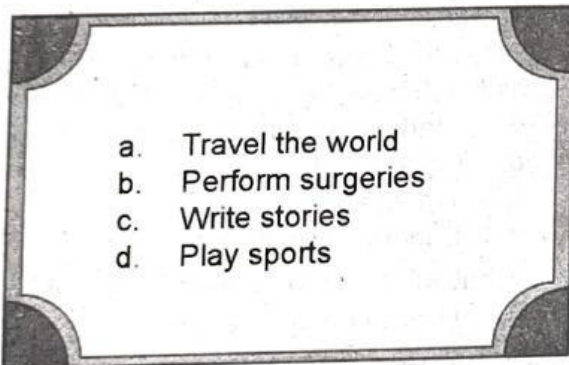 a. Travel the world
b. Perform surgeries
c. Write stories
d. Play sports